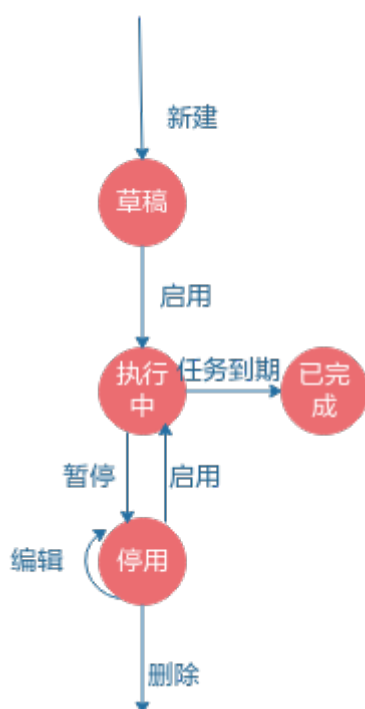 新建
草稿
启用
执行
中
任务到期
已完
成
暂停
启用
编辑
停用
删除